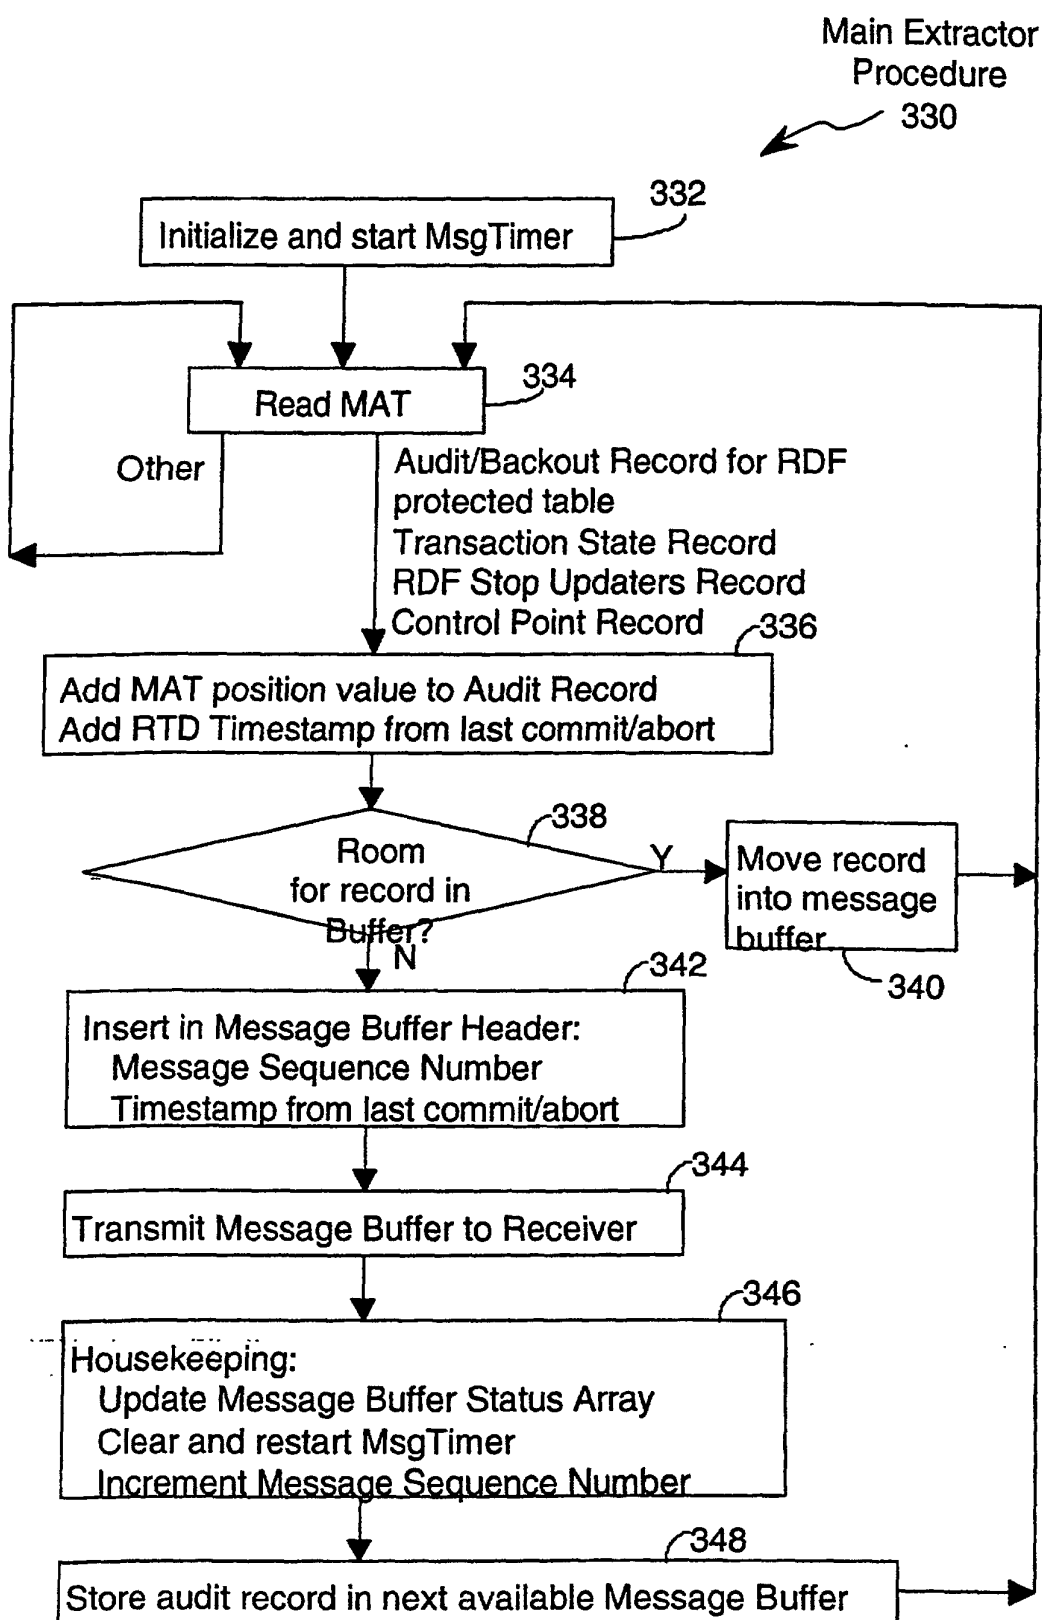 Main Extractor
Procedure
330
332
Initialize and start MsgTimer
334
Read MAT
Other
Audit/Backout Record for RDF
protected table
Transaction State Record
RDF Stop Updaters Record
Control Point Record
336
Add MAT position value to Audit Record
Add RTD Timestamp from last commit/abort
338
Room
for record in
Buffer?
Y
Move record
into message
buffer
340
N
342
Insert in Message Buffer Header:
Message Sequence Number
Timestamp from last commit/abort
344
Transmit Message Buffer to Receiver
346
Housekeeping:
Update Message Buffer Status Array
Clear and restart MsgTimer
Increment Message Sequence Number
348
Store audit record in next available Message Buffer